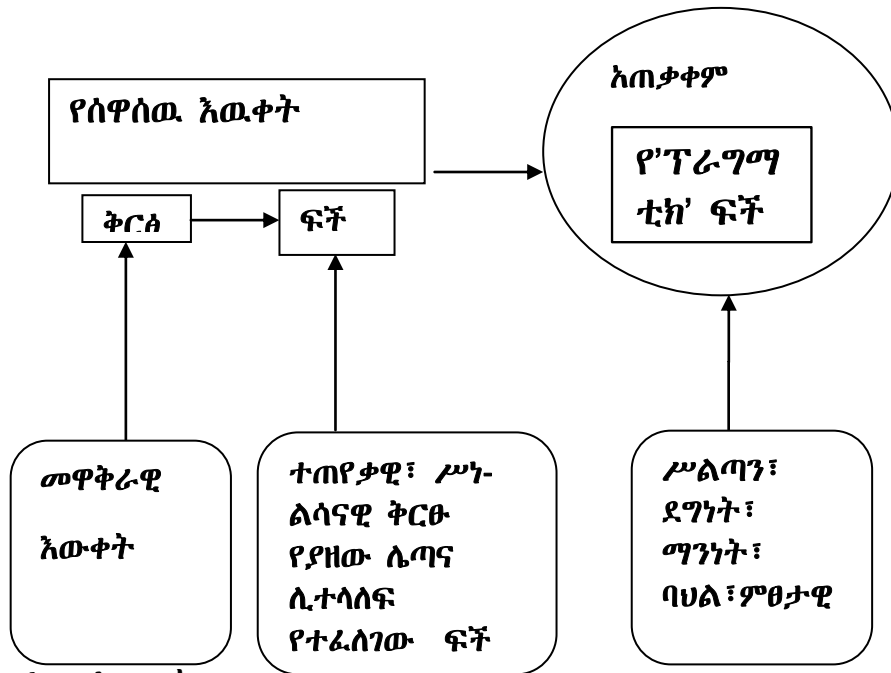 የሰዋሰዉ እዉቀት
አጠቃቀም
የ'ፕራግማ
ቲክ' ፍች
ቅርፅ
ፍች
መዋቅራዊ
እውቀት
ተጠየቃዊ፣ ሥነ-
ልሳናዊ ቅርፁ
የያዘው ሌጣና
ሊተላለፍ
የተፈለገው ፍች
ሥልጣን፣
ደግነት፣
ማንነት፣
ባህል፣ምፀታዊ